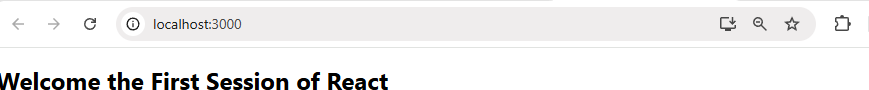 localhost:3000
Welcome the First Session of React